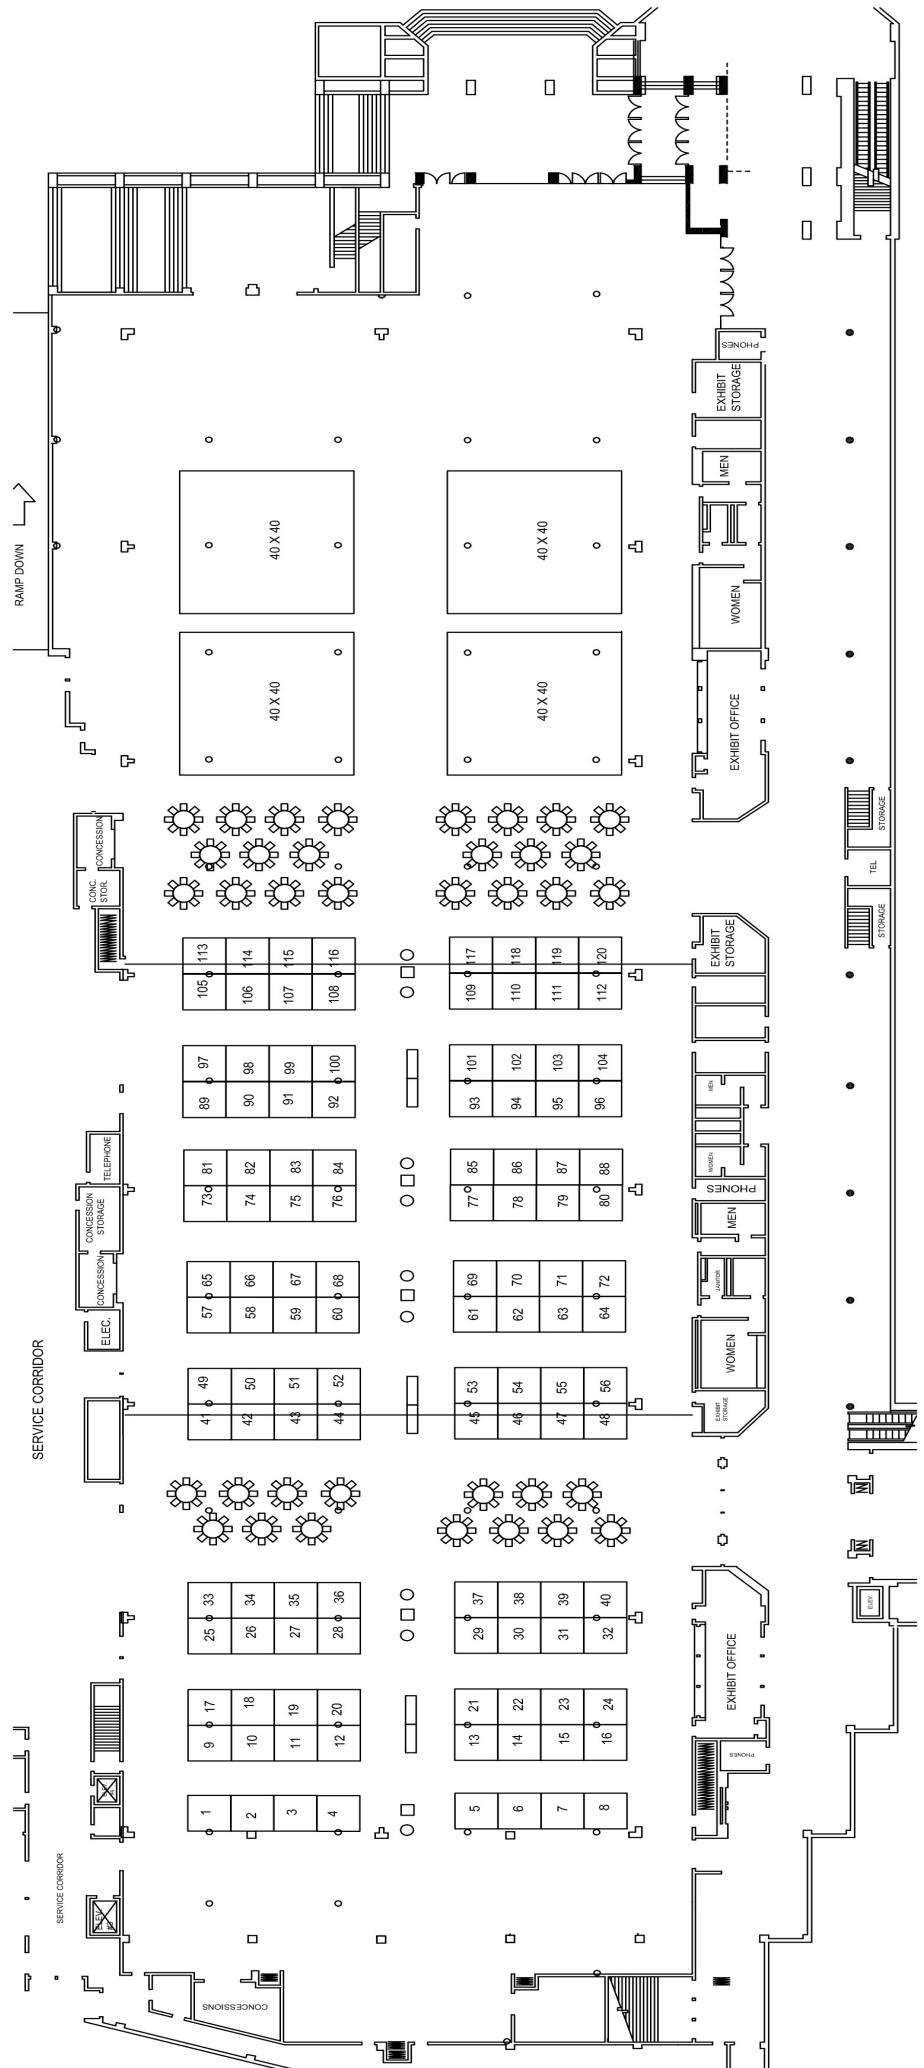 PHONES
EXHIBIT
STORAGE
MEN
40 X 40
40 X 40
RAMP DOWN
WOMEN
40 X 40
40 X 40
EXHIBIT OFFICE
STORAGE
CONCESSION
TEL.
CONC.
STOR.
STORAGE
EXHIBIT
STORAGE
113 114 115 116 117 118 119 120
105 106 107 108 109 110 111 112
97 98 99 100 101 102 103 104
MEN
89 90 91 92 93 94 95 96
TELEPHONE
WOMEN
81 82 83 84 85 86 87 88
PHONES
73 74 75 76 77 78 79 80
CONCESSION
STORAGE
MEN
CONCESSION
65 66 67 68 69 70 71 72
JANITOR
57 58 59 60 61 62 63 64
ELEC.
WOMEN
SERVICE CORRIDOR
49 50 51 52 53 54 55 56
EXHIBIT
STORAGE
41 42 43 44 45 46 47 48
33 34 35 36 37 38 39 40
ELEV.
25 26 27 28 29 30 31 32
EXHIBIT OFFICE
17 18 19 20 21 22 23 24
9 10 11 12 13 14 15 16
PHONES
1 2 3 4 5 6 7 8
SERVICE CORRIDOR
ELEV.
CONCESSIONS